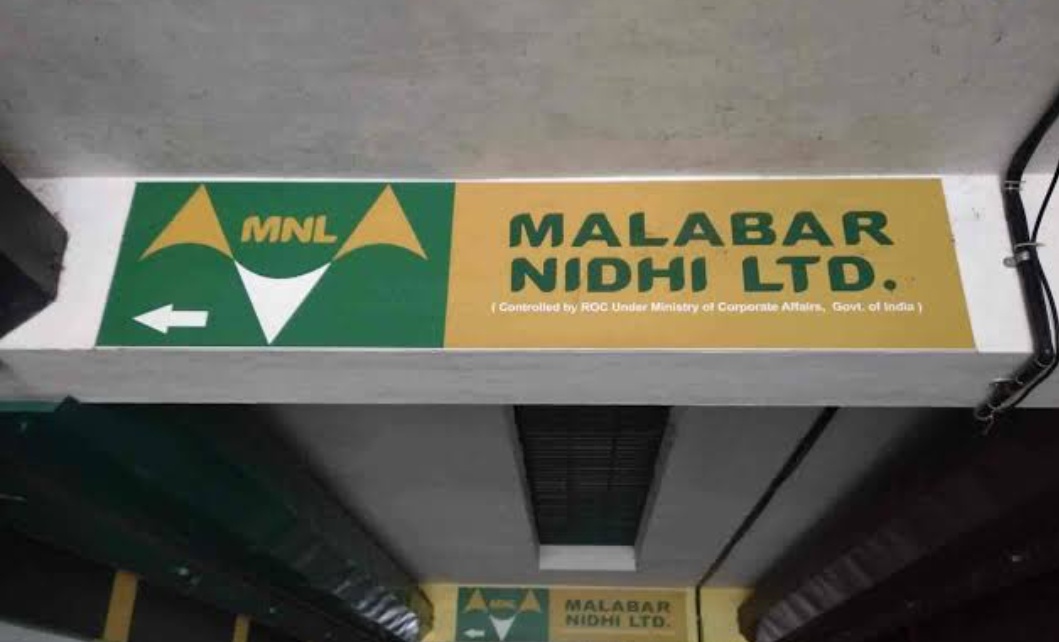 MNL
MALABAR
NIDHI LTD.
( Controlled by ROC Under Ministry of Corporate Affairs, Govt. of India )
MNL
MALABAR
NIDHI LTD.